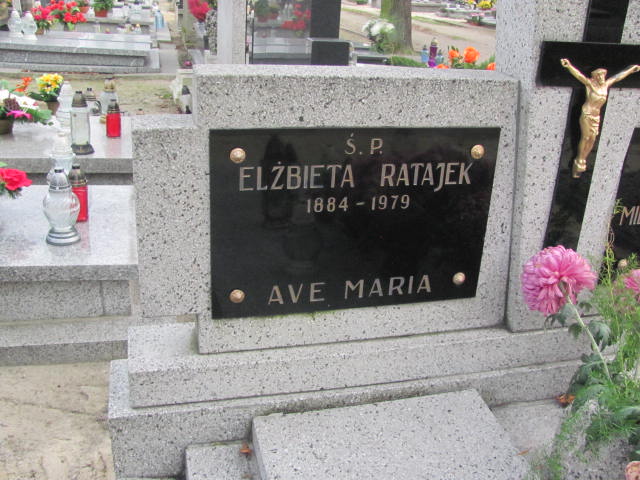 Ś. P.
ELŻBIETA RATAJEK
1884-1979
AVE MARIA